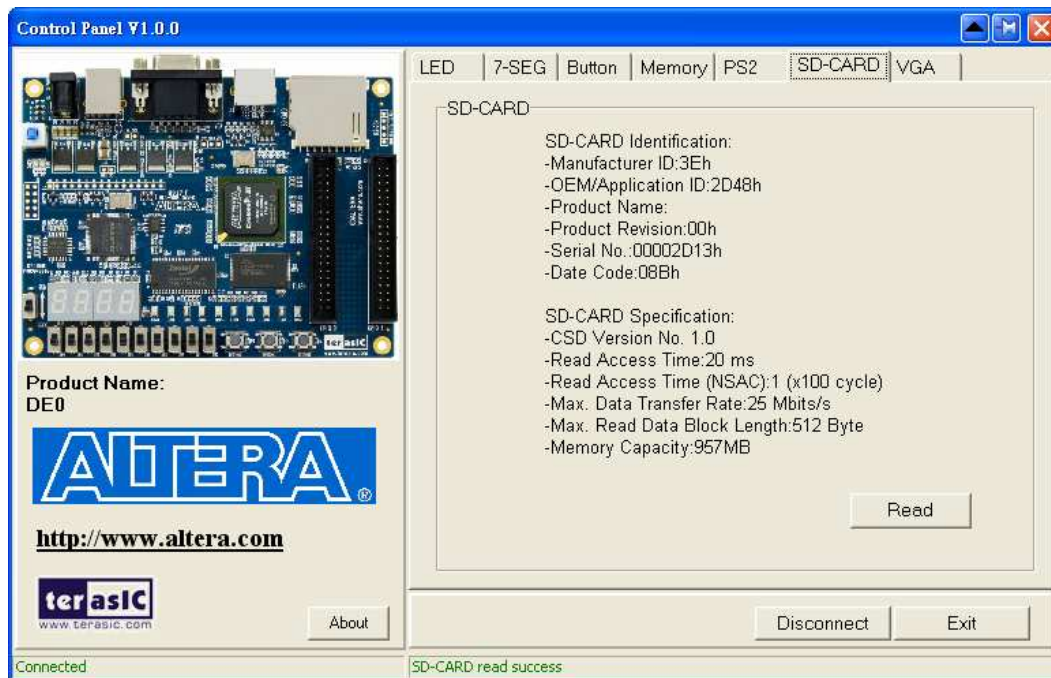 Control Panel V1.0.0
LED
7-SEG
Button
Memory
PS2
SD-CARD
VGA
SD-CARD
SD-CARD Identification:
-Manufacturer ID:3Eh
-OEM/Application ID:2D48h
-Product Name:
-Product Revision:00h
-Serial No.:00002D13h
-Date Code:08Bh
SD-CARD Specification:
-CSD Version No. 1.0
-Read Access Time:20 ms
-Read Access Time (NSAC):1 (x100 cycle)
-Max. Data Transfer Rate:25 Mbits/s
-Max. Read Data Block Length:512 Byte
-Memory Capacity:957MB
Read
terasIC
Product Name:
DE0
ALTERA®
http://www.altera.com
terasIC
www.terasic.com
About
Disconnect
Exit
Connected
SD-CARD read success